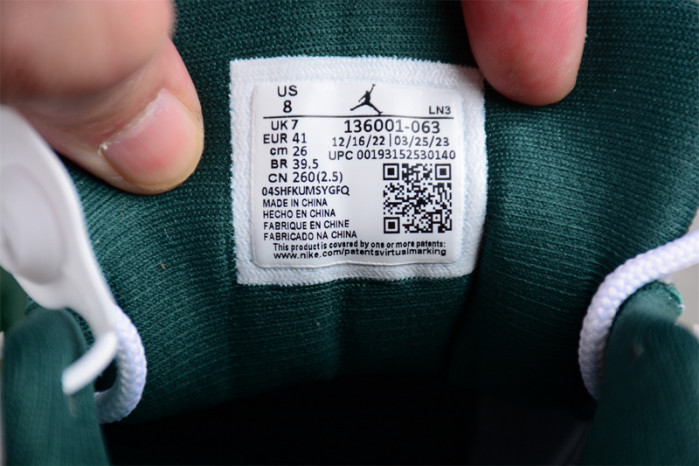 US
8
LN3
UK 7
136001-063
EUR 41
12/16/22 | 03/25/23
cm 26
UPC 00193152530140
BR 39.5
CN 260(2.5)
04SHFKUMSYGFQ
MADE IN CHINA
HECHO EN CHINA
FABRIQUE EN CHINE
FABRICADO NA CHINA
This product is covered by one or more patents:
www.nike.com/patentsvirtualmarking